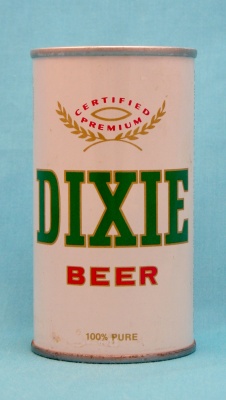 CERTIFIED
PREMIUM
DIXIE
BEER
100% PURE